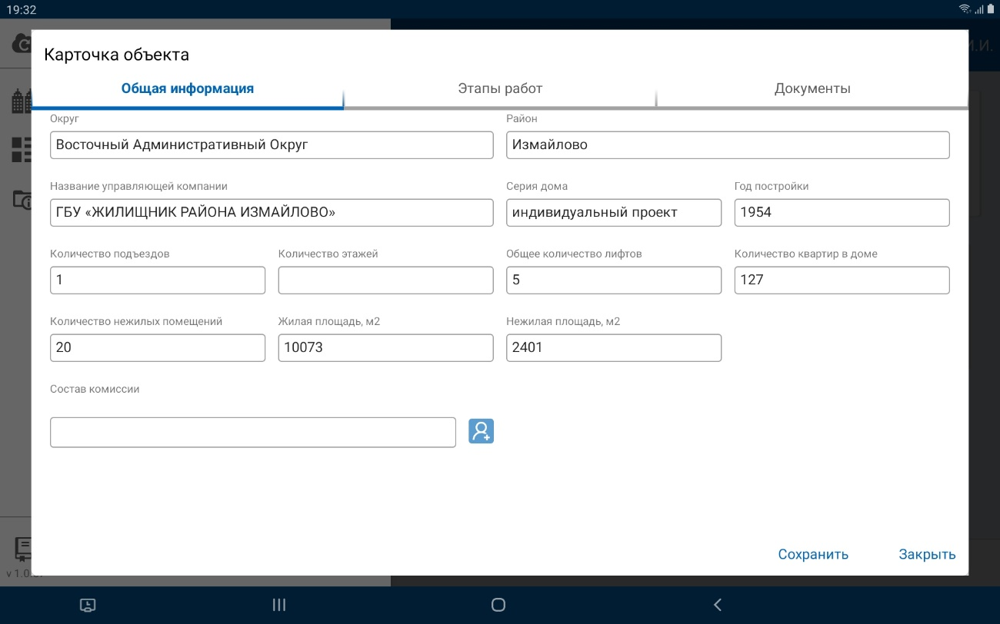 19:32
И.И.
Карточка объекта
Общая информация
Этапы работ
Документы
Округ
Район
Восточный Административный Округ
Измайлово
Название управляющей компании
Серия дома
Год постройки
ГБУ «ЖИЛИЩНИК РАЙОНА ИЗМАЙЛОВО»
индивидуальный проект
1954
Количество подъездов
Количество этажей
Общее количество лифтов
Количество квартир в доме
1
5
127
Количество нежилых помещений
Жилая площадь, м2
Нежилая площадь, м2
20
10073
2401
Состав комиссии
Сохранить
Закрыть
v 1.0.